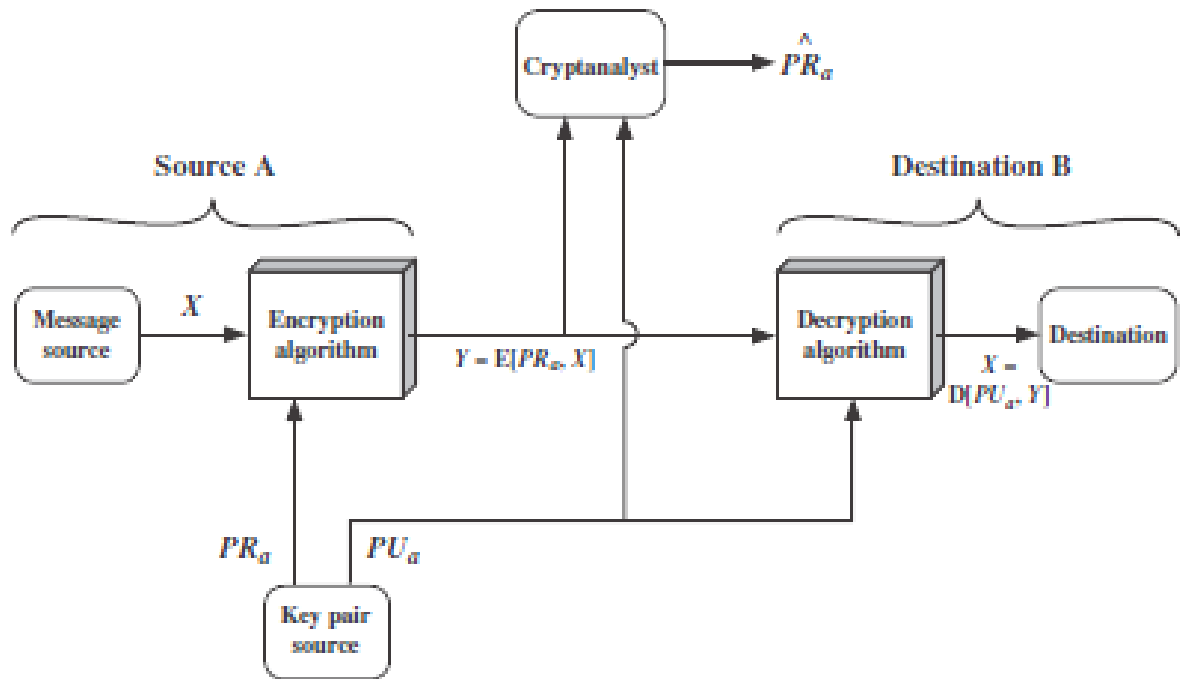 Cryptanalyst
P̂R_a
Source A
Destination B
Message
source
X
Encryption
algorithm
Y = E[PR_a, X]
Decryption
algorithm
X =
D[PU_a, Y]
Destination
PR_a
PU_a
Key pair
source